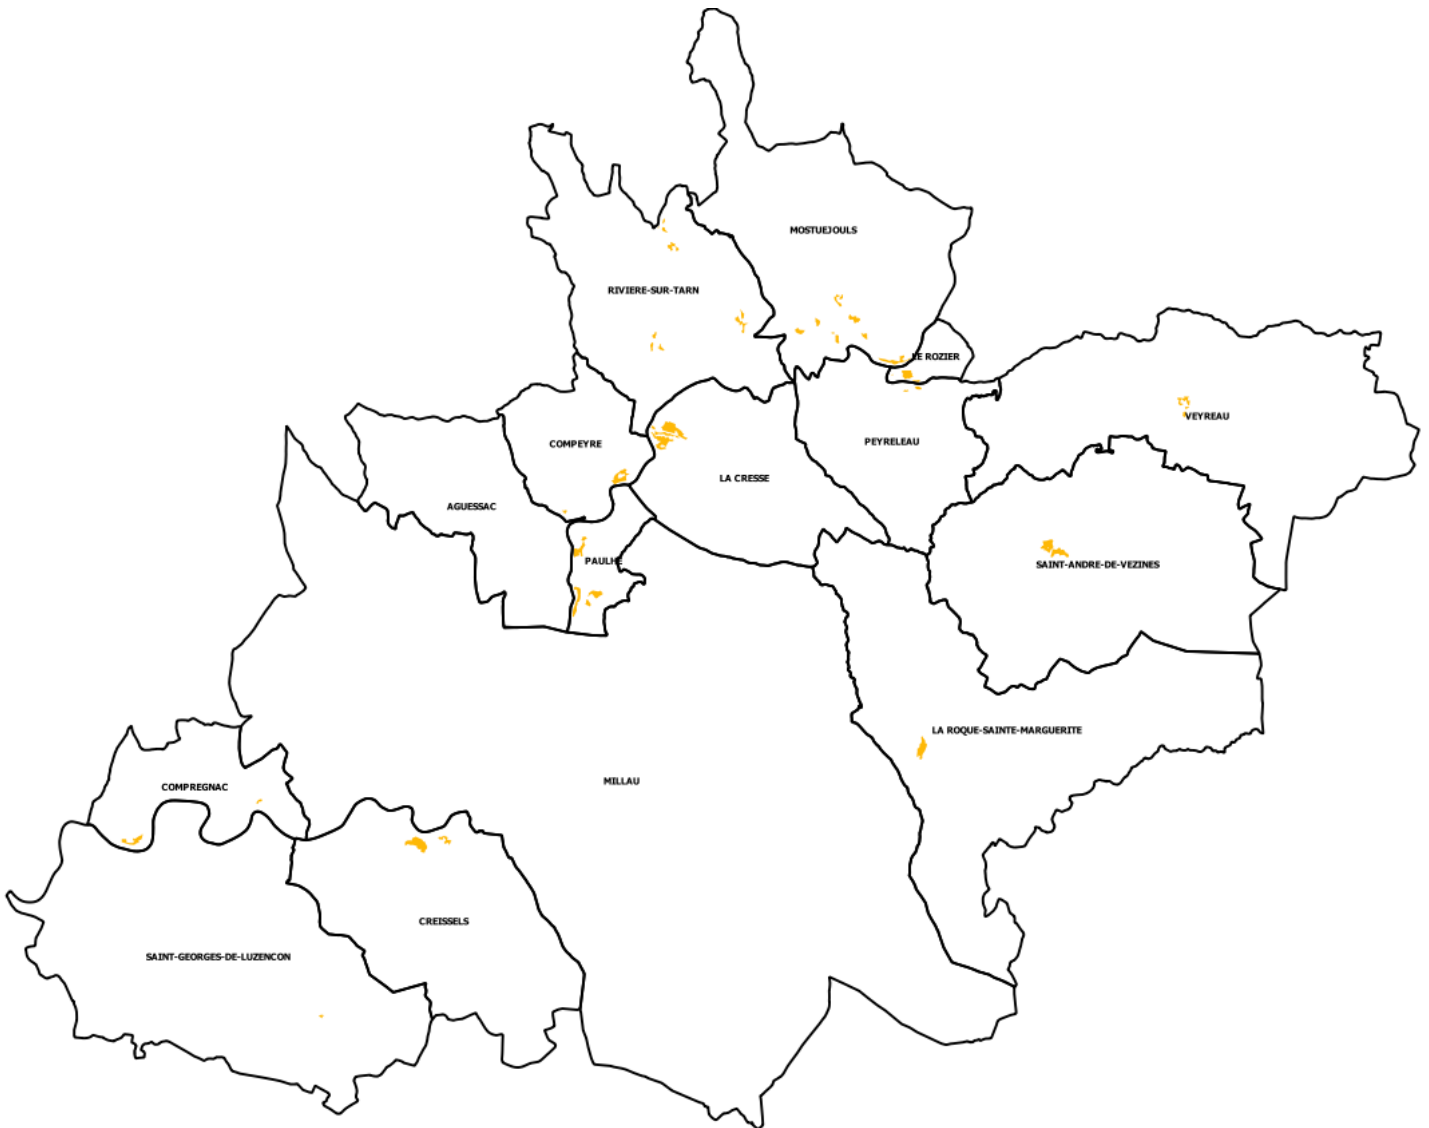 MOSTUEJOULS
RIVIERE-SUR-TARN
LE ROZIER
VEYREAU
COMPEYRE
PEYRELEAU
LA CRESSE
AGUESSAC
PAULHE
SAINT-ANDRE-DE-VEZINES
LA ROQUE-SAINTE-MARGUERITE
MILLAU
COMPREGNAC
CREISSELS
SAINT-GEORGES-DE-LUZENCON